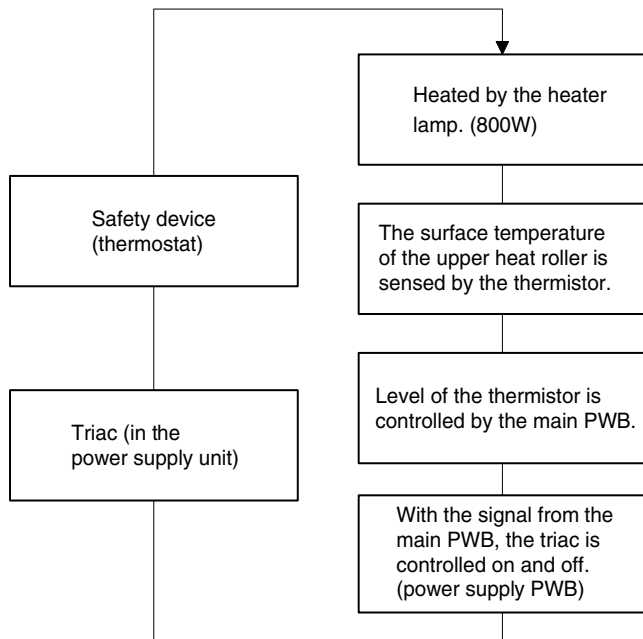 Heated by the heater
lamp. (800W)
Safety device
(thermostat)
The surface temperature
of the upper heat roller is
sensed by the thermistor.
Level of the thermistor is
controlled by the main PWB.
Triac (in the
power supply unit)
With the signal from the
main PWB, the triac is
controlled on and off.
(power supply PWB)